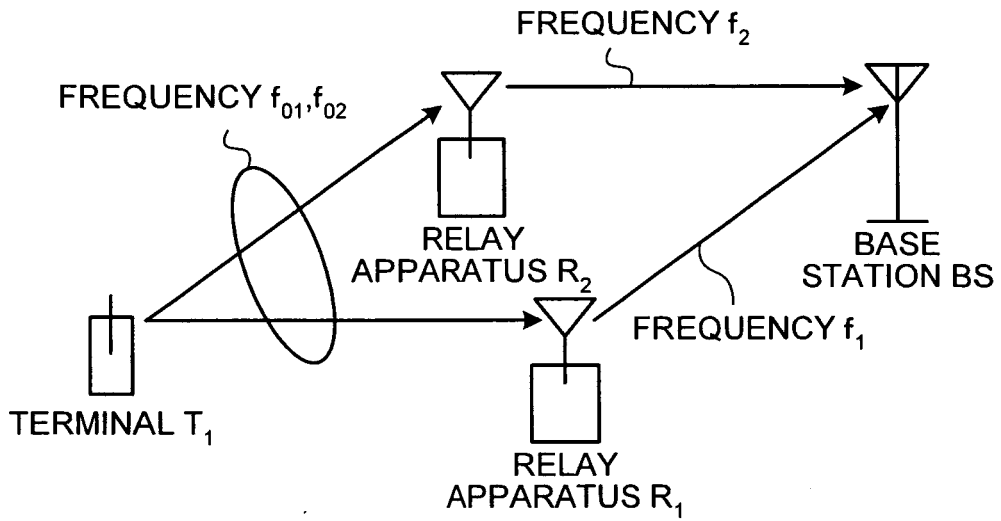 FREQUENCY f2
FREQUENCY f01,f02
RELAY
APPARATUS R2
BASE
STATION BS
FREQUENCY f1
TERMINAL T1
RELAY
APPARATUS R1